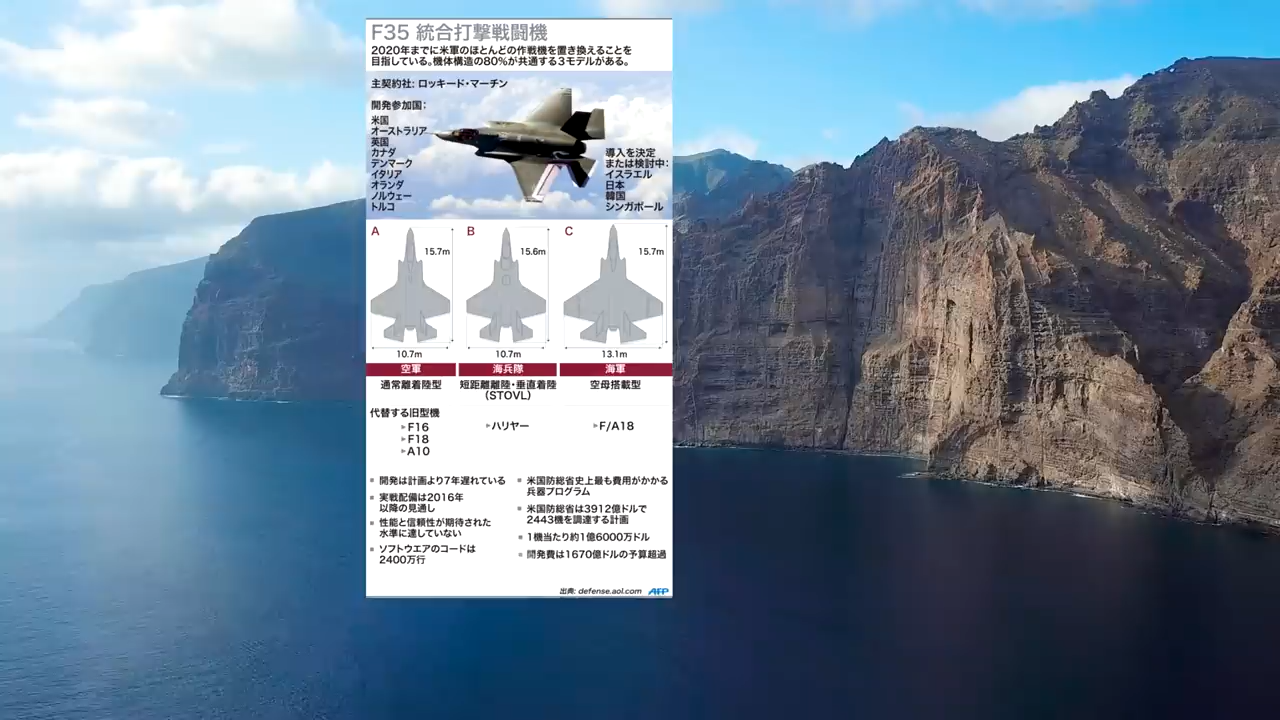 F35 統合打撃戦闘機
2020年までに米軍のほとんどの作戦機を置き換えることを
目指している。機体構造の80%が共通する3モデルがある。
主契約社: ロッキード・マーチン
開発参加国:
米国
オーストラリア
英国
カナダ
デンマーク
イタリア
オランダ
ノルウェー
トルコ
導入を決定
または検討中:
イスラエル
日本
韓国
シンガポール
A
15.7m
10.7m
B
15.6m
10.7m
C
15.7m
13.1m
空軍
海兵隊
海軍
通常離着陸型
短距離離陸・垂直着陸
(STOVL)
空母搭載型
代替する旧型機
F16
F18
A10
ハリヤー
F/A18
開発は計画より7年遅れている
実戦配備は2016年
以降の見通し
性能と信頼性が期待された
水準に達していない
ソフトウエアのコードは
2400万行
米国防総省史上最も費用がかかる
兵器プログラム
米国防総省は3912億ドルで
2443機を調達する計画
1機当たり約1億6000万ドル
開発費は1670億ドルの予算超過
出典: defense.aol.com AFP